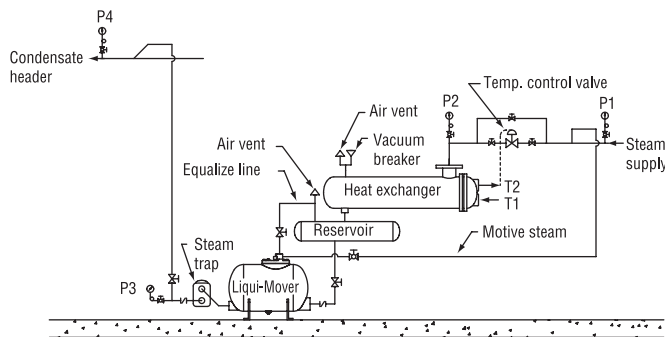 P4
Condensate
header
Temp. control valve
P2
P1
Air vent
Vacuum
breaker
Air vent
Equalize line
Steam
supply
Heat exchanger
T2
T1
Reservoir
Motive steam
Steam
trap
P3
Liqui-Mover